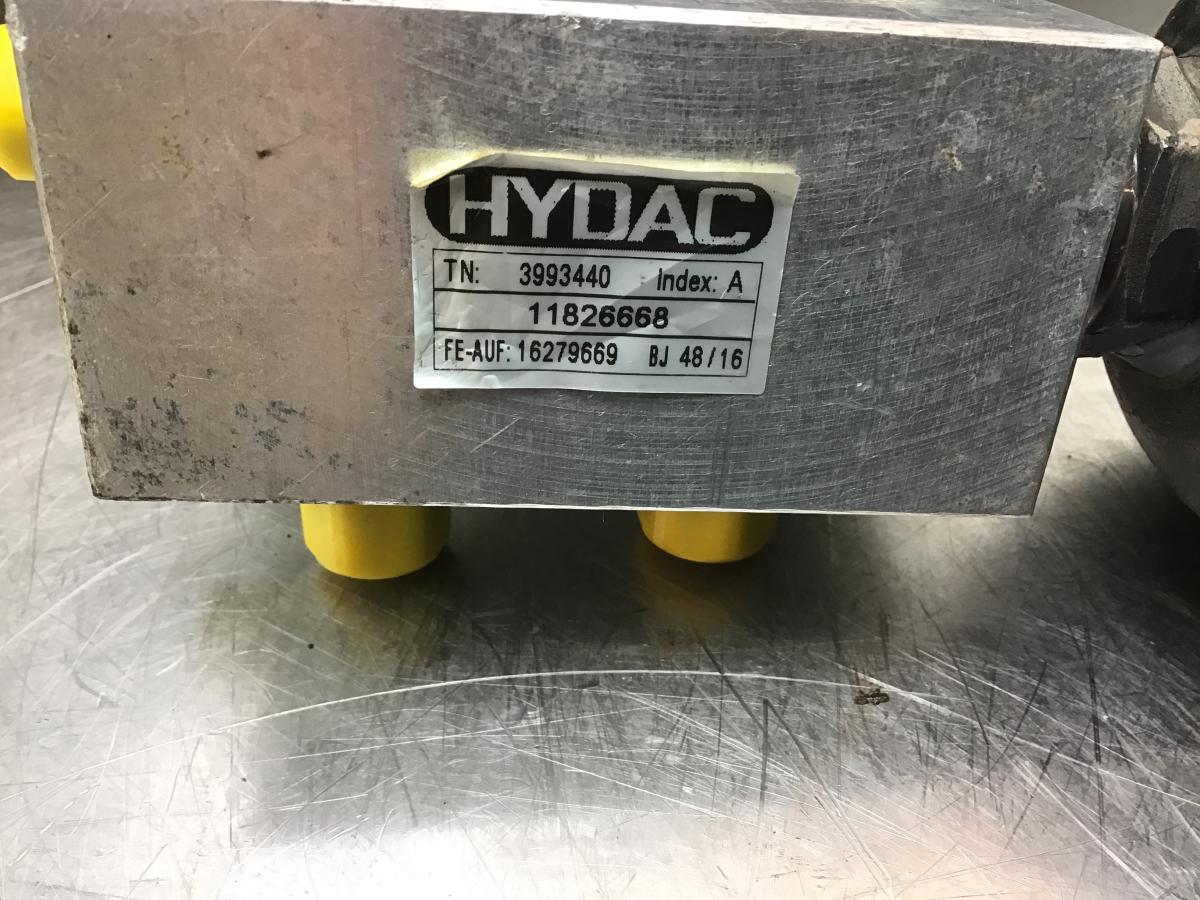 HYDAC
TN: 3993440 Index: A
11826668
FE-AUF: 16279669 BJ 48/16